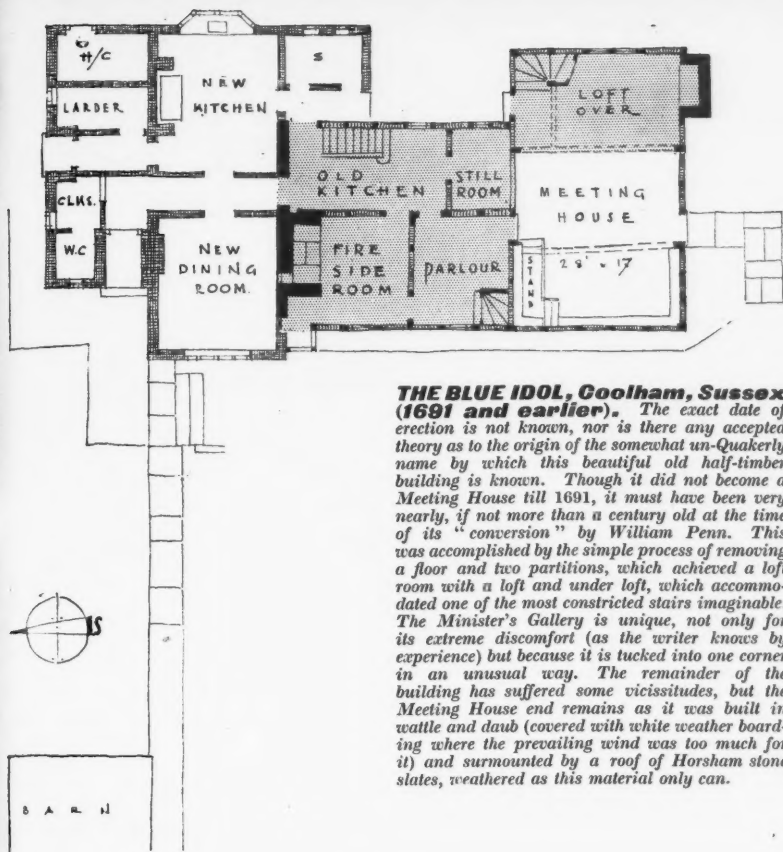 H/C
S
NEW
KITCHEN
LARDER
LOFT
OVER
OLD
KITCHEN
STILL
ROOM
MEETING
HOUSE
CLKS.
W.C
NEW
DINING
ROOM.
FIRE
SIDE
ROOM
PARLOUR
STAND
28' × 17
THE BLUE IDOL, Coolham, Sussex
(1691 and earlier). The exact date of
erection is not known, nor is there any accepted
theory as to the origin of the somewhat un-Quakerly
name by which this beautiful old half-timber
building is known. Though it did not become a
Meeting House till 1691, it must have been very
nearly, if not more than a century old at the time
of its "conversion" by William Penn. This
was accomplished by the simple process of removing
a floor and two partitions, which achieved a loft
room with a loft and under loft, which accommo-
dated one of the most constricted stairs imaginable
The Minister's Gallery is unique, not only for
its extreme discomfort (as the writer knows by
experience) but because it is tucked into one corner
in an unusual way. The remainder of the
building has suffered some vicissitudes, but the
Meeting House end remains as it was built in
wattle and daub (covered with white weather board-
ing where the prevailing wind was too much for
it) and surmounted by a roof of Horsham stone
slates, weathered as this material only can.
S
BARN